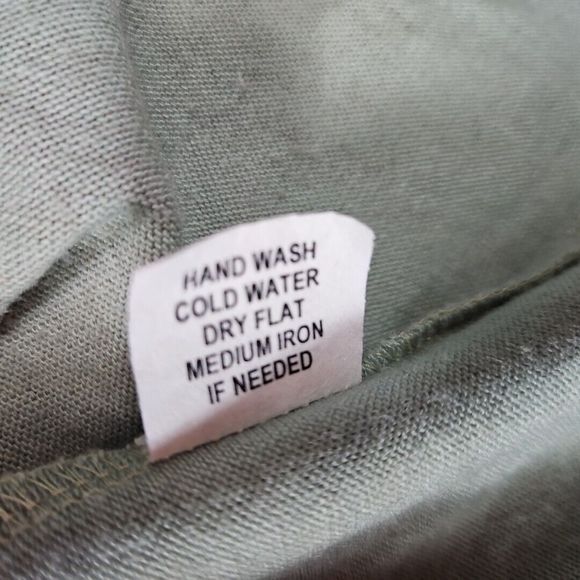 HAND WASH
COLD WATER
DRY FLAT
MEDIUM IRON
IF NEEDED